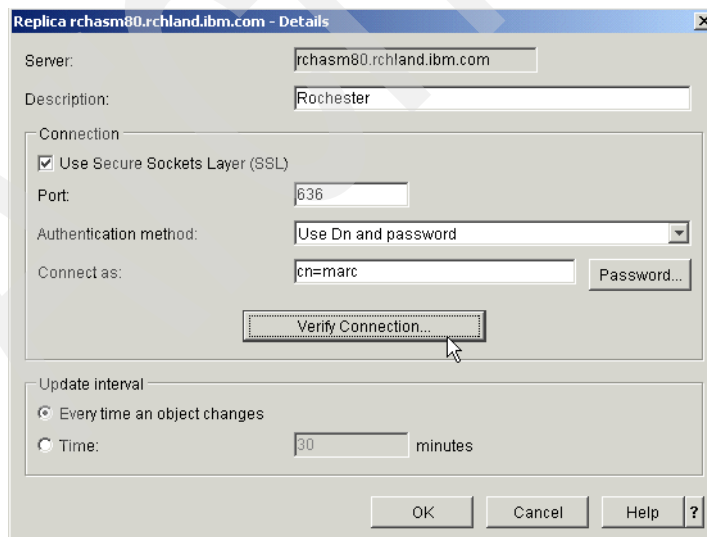 Replica rchasm80.rchland.ibm.com - Details
Server: rchasm80.rchland.ibm.com
Description: Rochester
Connection
Use Secure Sockets Layer (SSL)
Port: 636
Authentication method: Use Dn and password
Connect as: cn=marc Password...
Verify Connection...
Update interval
Every time an object changes
Time: 30 minutes
OK Cancel Help ?